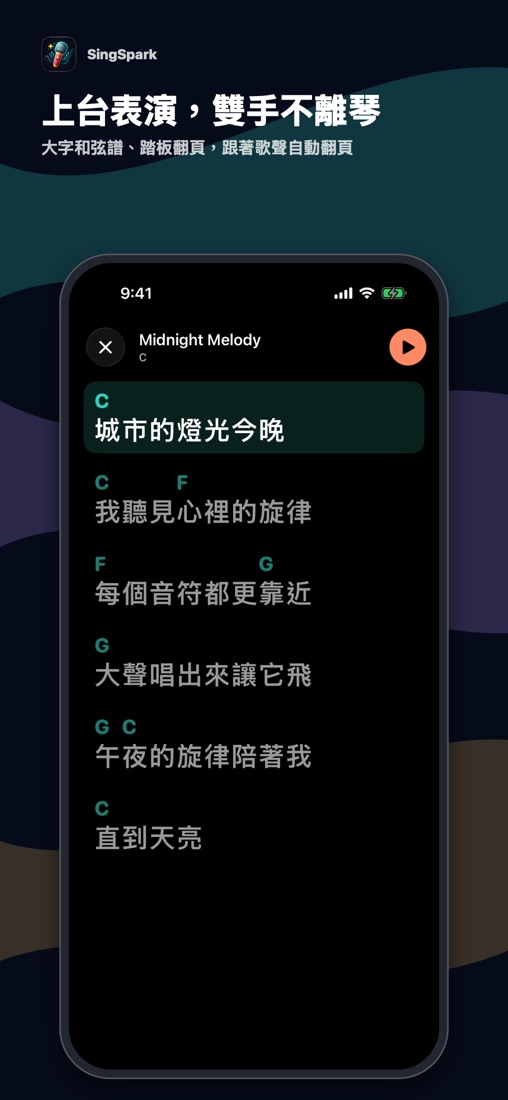 SingSpark
上台表演，雙手不離琴
大字和弦譜、踏板翻頁，跟著歌聲自動翻頁
9:41
Midnight Melody
C
C
城市的燈光今晚
C F
我聽見心裡的旋律
F G
每個音符都更靠近
G
大聲唱出來讓它飛
G C
午夜的旋律陪著我
C
直到天亮